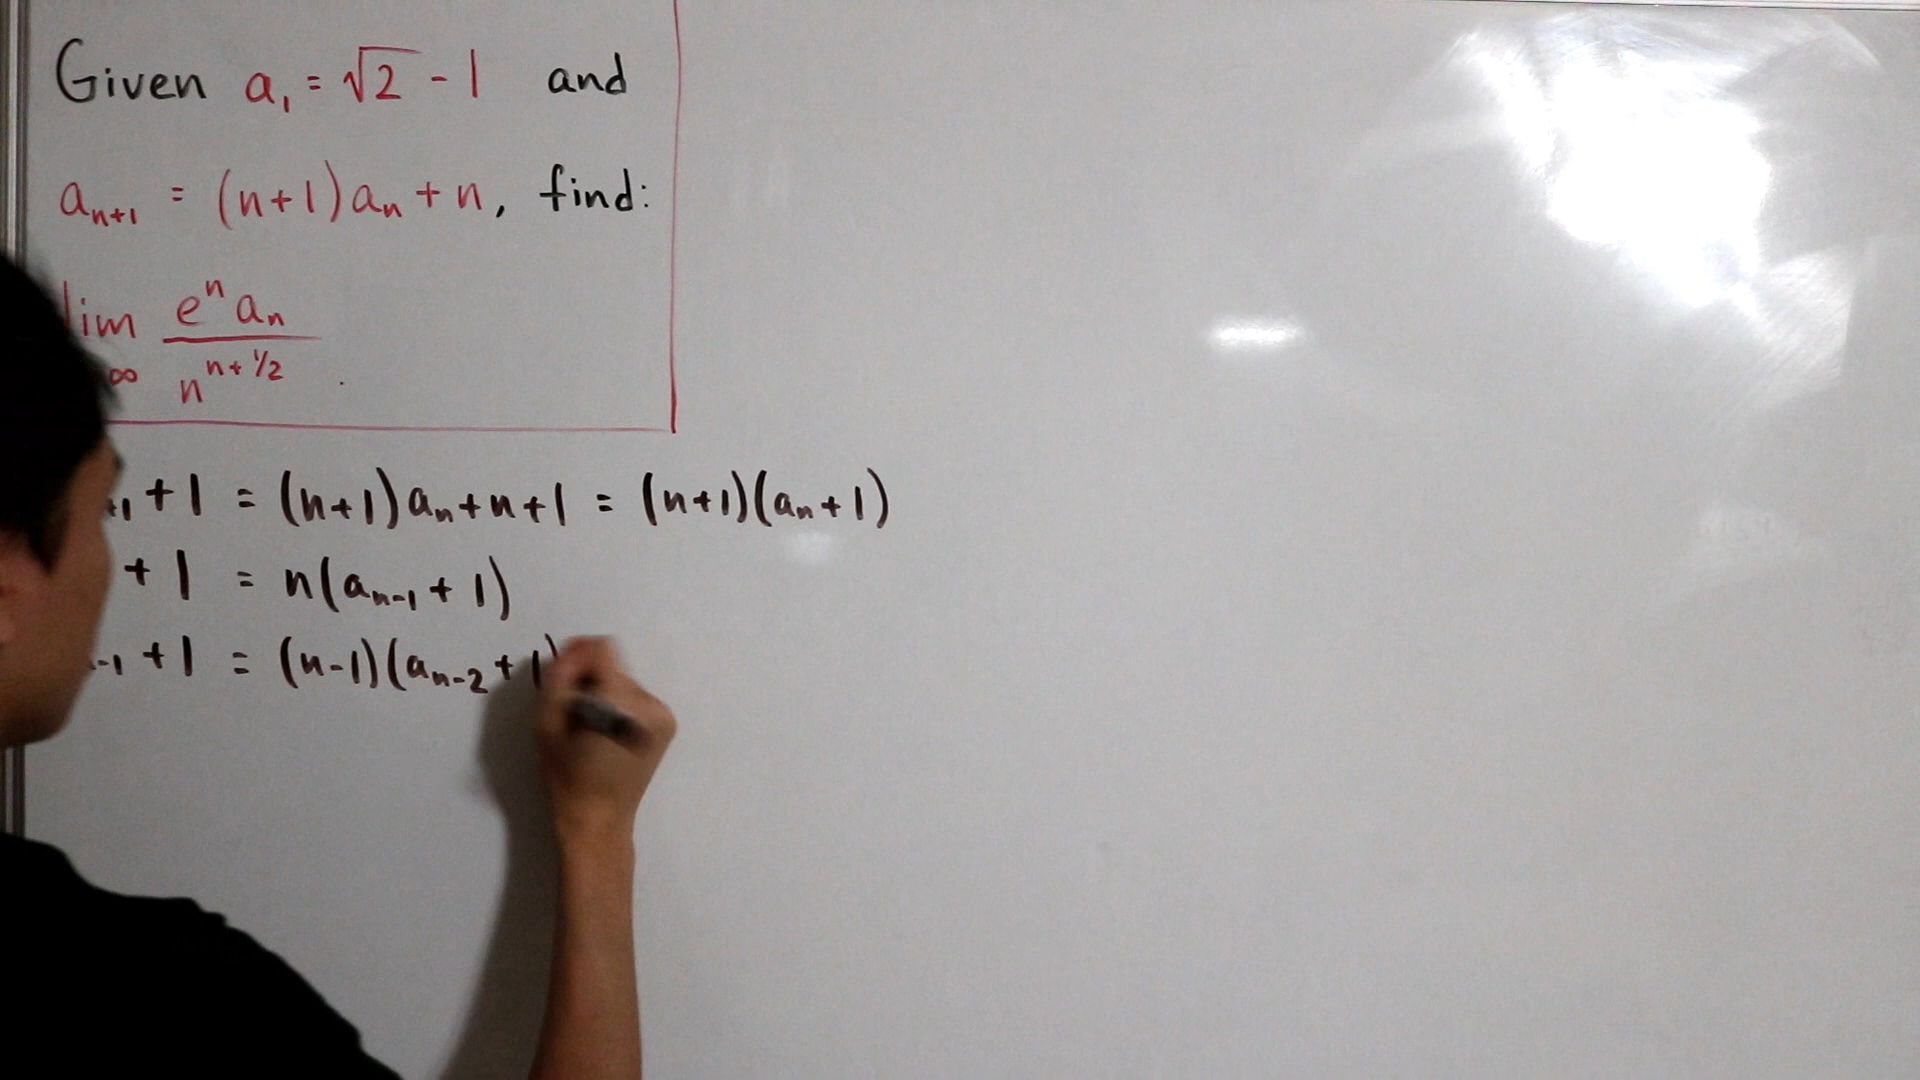 Given a₁ = √2 - 1 and
aₙ₊₁ = (n+1)aₙ + n, find:
lim eⁿaₙ / n^(n+1/2) .
∞
₊₁ + 1 = (n+1)aₙ + n + 1 = (n+1)(aₙ + 1)
+ 1 = n(aₙ₋₁ + 1)
₋₁ + 1 = (n-1)(aₙ₋₂ + 1)